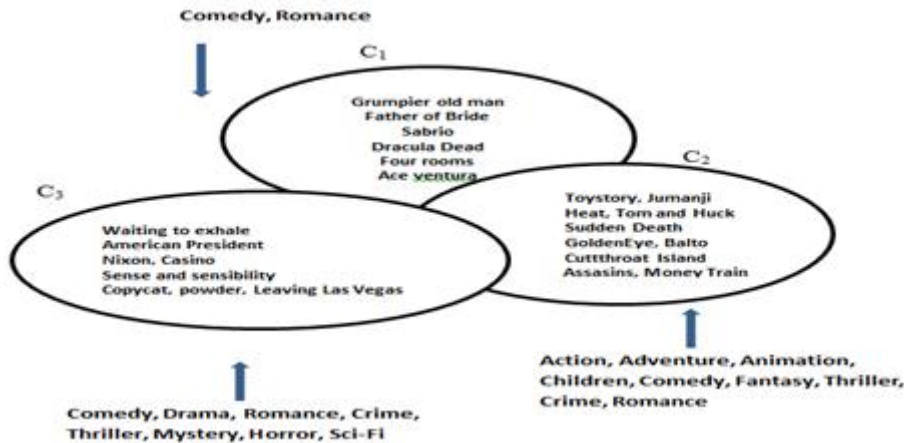 Comedy, Romance
C1
Grumpier old man
Father of Bride
Sabrio
Dracula Dead
Four rooms
Ace ventura
C2
Toystory, Jumanji
Heat, Tom and Huck
Sudden Death
GoldenEye, Balto
Cuttthroat Island
Assasins, Money Train
C3
Waiting to exhale
American President
Nixon, Casino
Sense and sensibility
Copycat, powder, Leaving Las Vegas
Action, Adventure, Animation,
Children, Comedy, Fantasy, Thriller,
Crime, Romance
Comedy, Drama, Romance, Crime,
Thriller, Mystery, Horror, Sci-Fi